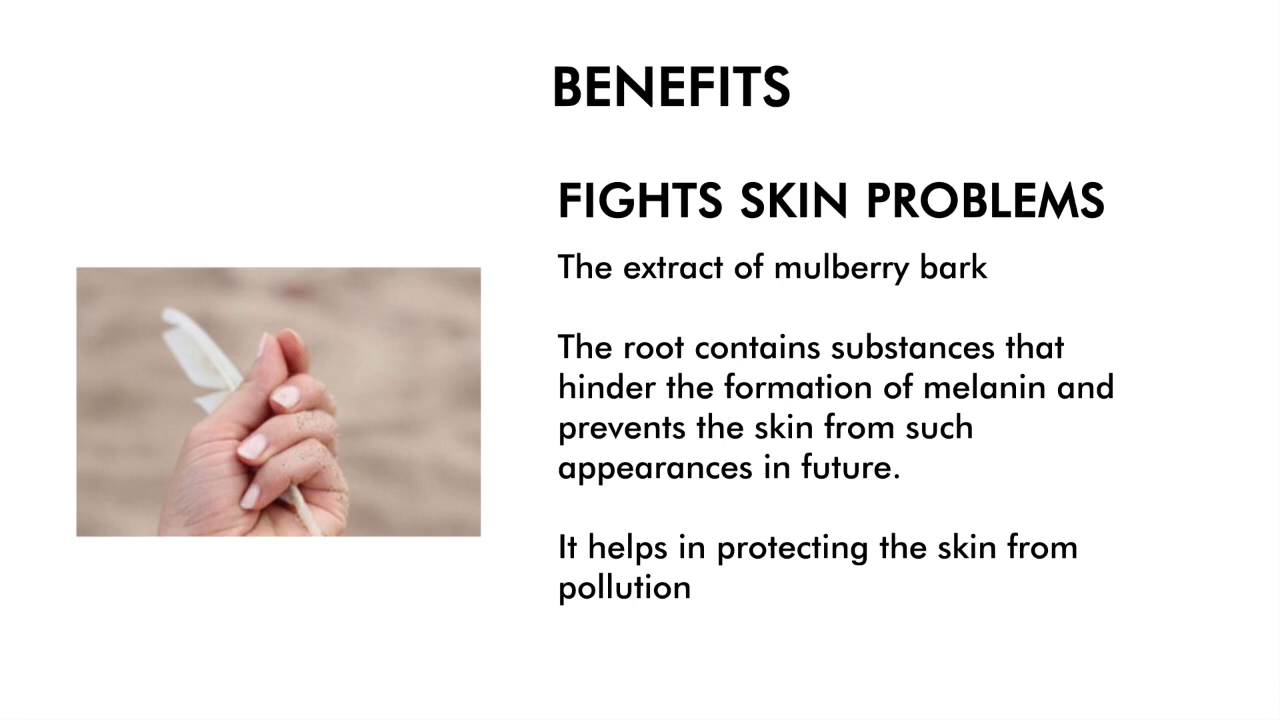 BENEFITS
FIGHTS SKIN PROBLEMS
The extract of mulberry bark
The root contains substances that
hinder the formation of melanin and
prevents the skin from such
appearances in future.
It helps in protecting the skin from
pollution